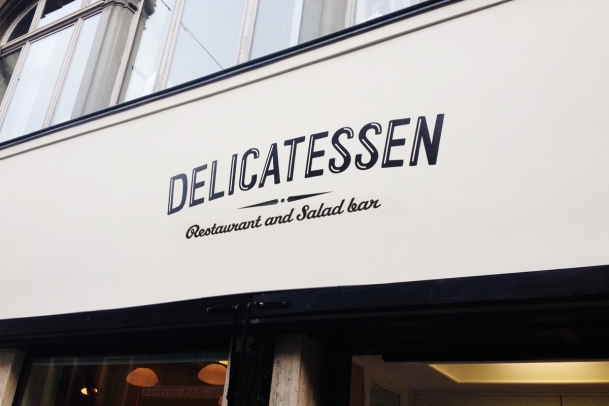 DELICATESSEN
Restaurant and Salad bar